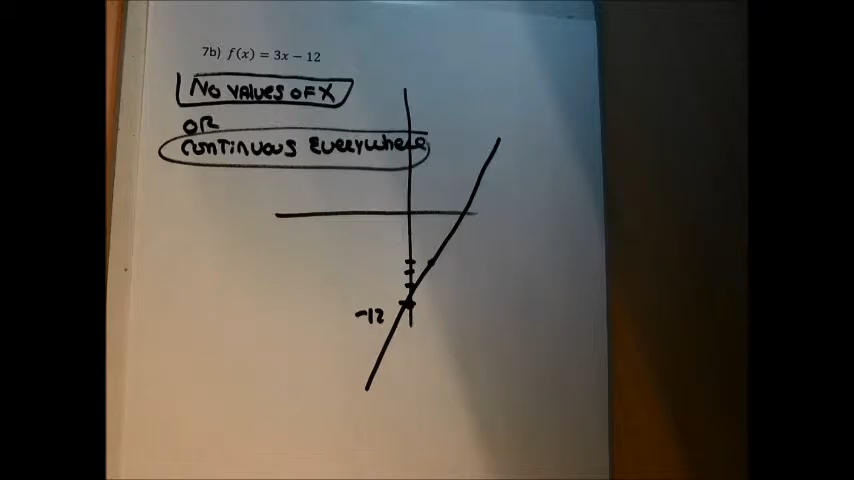 7b) f(x) = 3x − 12
NO VALUES OF X
OR
CONTINUOUS EVERYWHERE
-12